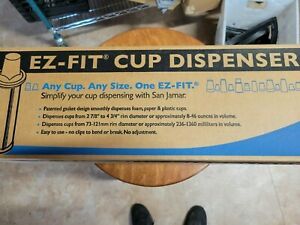 EZ-FIT® CUP DISPENSER
Any Cup. Any Size. One EZ-FIT.®
Simplify your cup dispensing with San Jamar.
• Patented gasket design smoothly dispenses foam, paper & plastic cups.
• Dispenses cups from 2 7/8" to 4 3/4" rim diameter or approximately 8-46 ounces in volume.
• Dispenses cups from 73-121mm rim diameter or approximately 236-1360 milliliters in volume.
• Easy to use - no clips to bend or break. No adjustment.